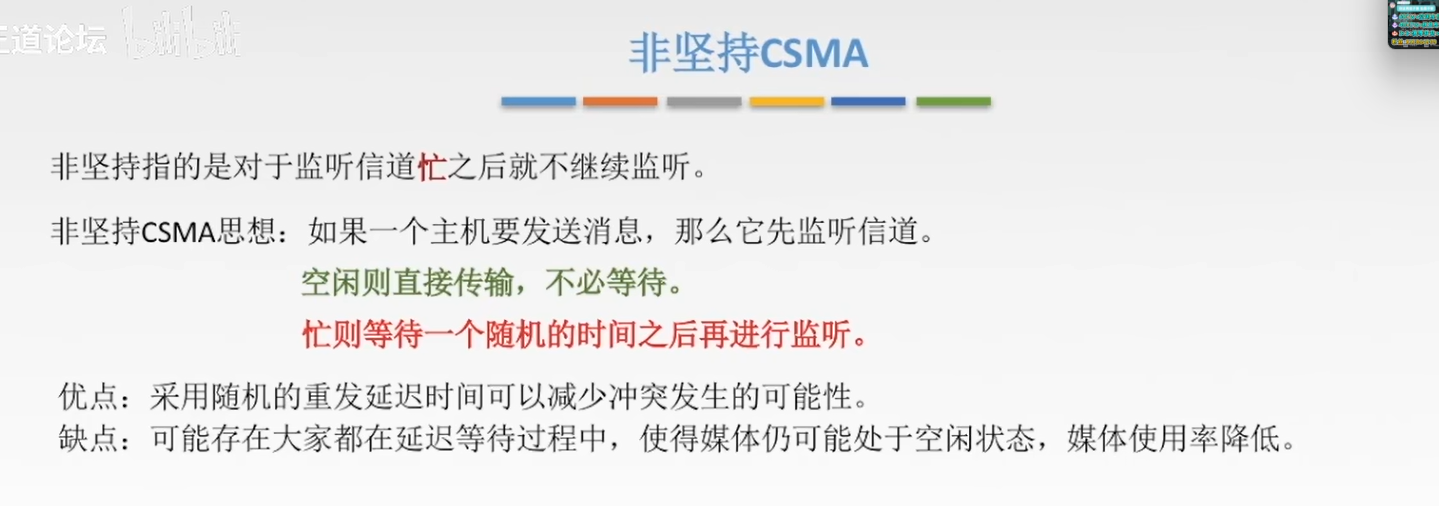 王道论坛 bilibili
非坚持CSMA
非坚持指的是对于监听信道忙之后就不继续监听。
非坚持CSMA思想：如果一个主机要发送消息，那么它先监听信道。
空闲则直接传输，不必等待。
忙则等待一个随机的时间之后再进行监听。
优点：采用随机的重发延迟时间可以减少冲突发生的可能性。
缺点：可能存在大家都在延迟等待过程中，使得媒体仍可能处于空闲状态，媒体使用率降低。